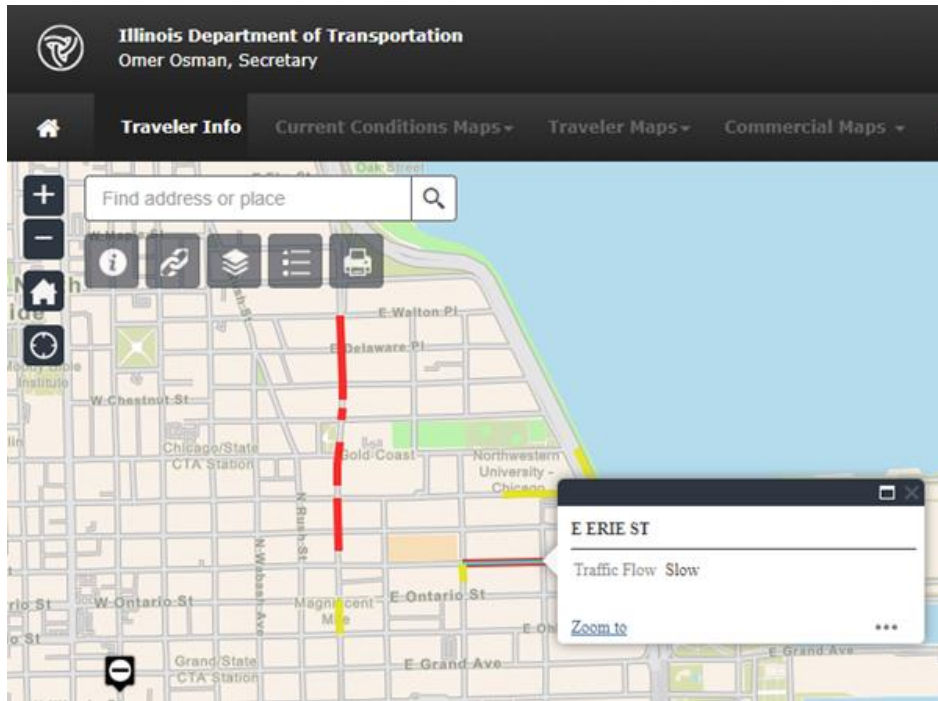 Illinois Department of Transportation
Omer Osman, Secretary
Traveler Info Current Conditions Maps Traveler Maps Commercial Maps
Oak Street
Find address or place
E Walton Pl
E Delaware Pl
Institute
W Chestnut St
Chicago/State
CTA Station
Gold Coast
Northwestern
University -
Chicago
E ERIE ST
Traffic Flow Slow
Zoom to
N Rush St
N Wabash Ave
W Ontario St
Magnificent
Mile
E Ontario St
Grand/State
CTA Station
E Grand Ave
E Grand Ave